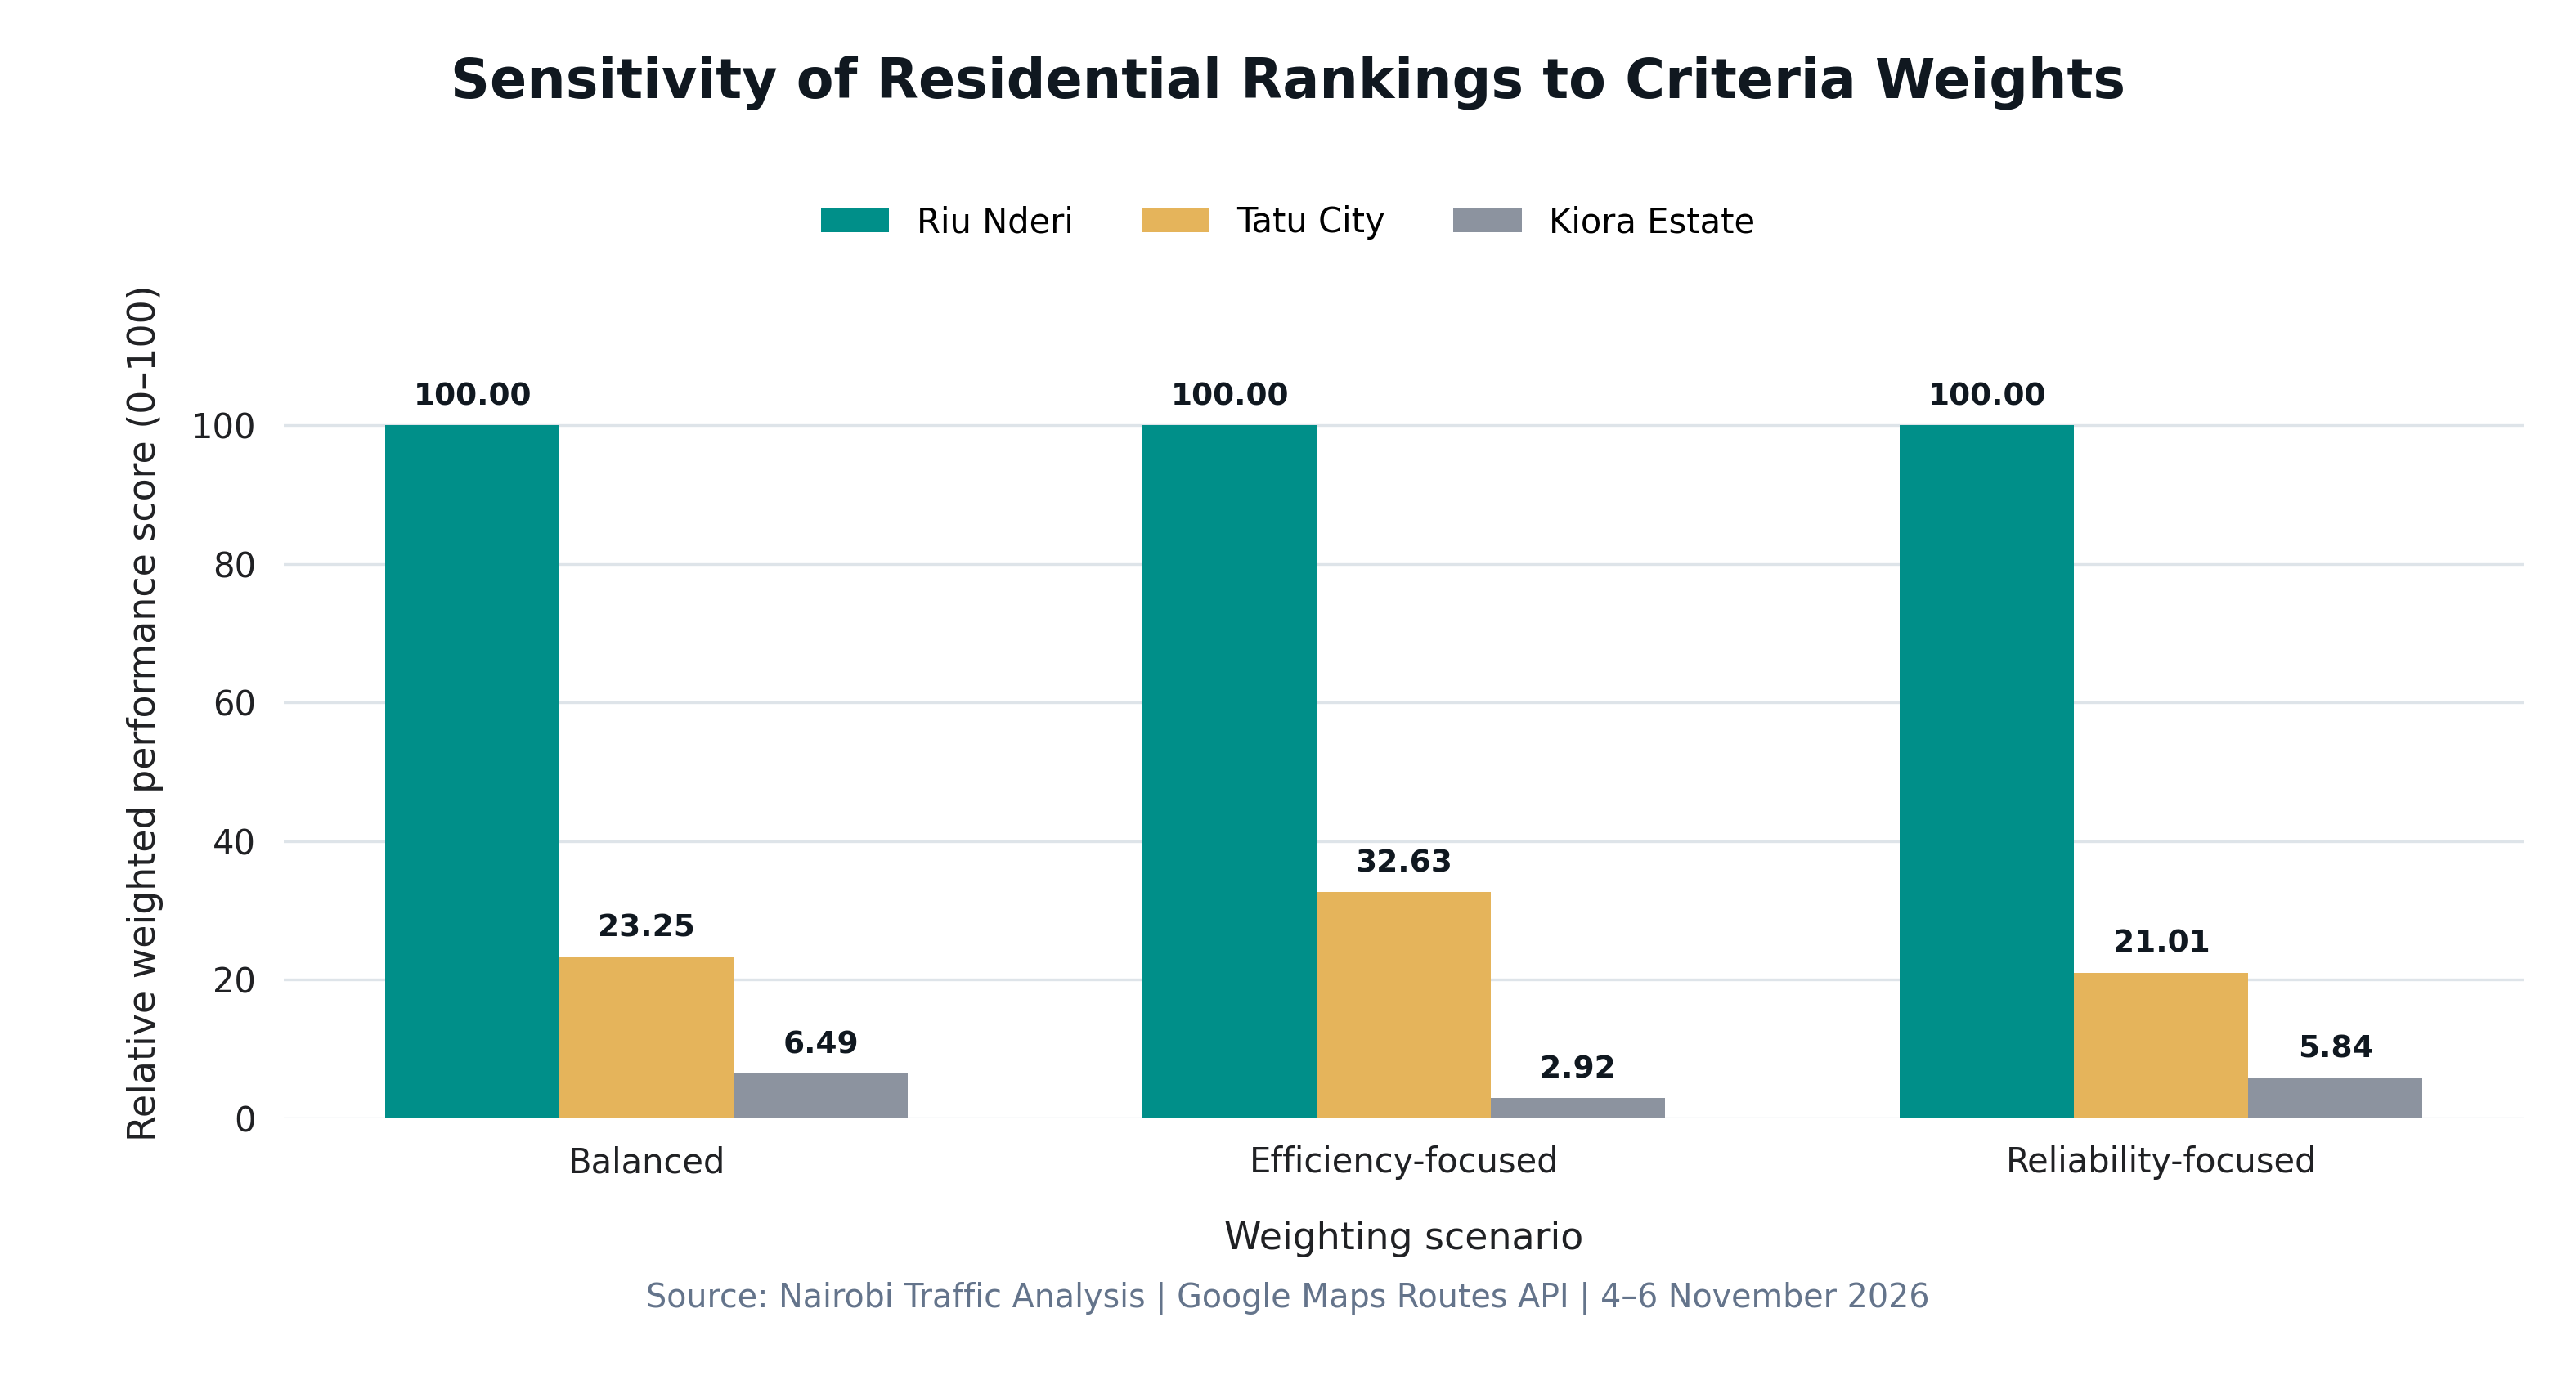 Sensitivity of Residential Rankings to Criteria Weights
Riu Nderi Tatu City Kiora Estate
Relative weighted performance score (0–100)
100
80
60
40
20
0
100.00 23.25 6.49
100.00 32.63 2.92
100.00 21.01 5.84
Balanced Efficiency-focused Reliability-focused
Weighting scenario
Source: Nairobi Traffic Analysis | Google Maps Routes API | 4–6 November 2026